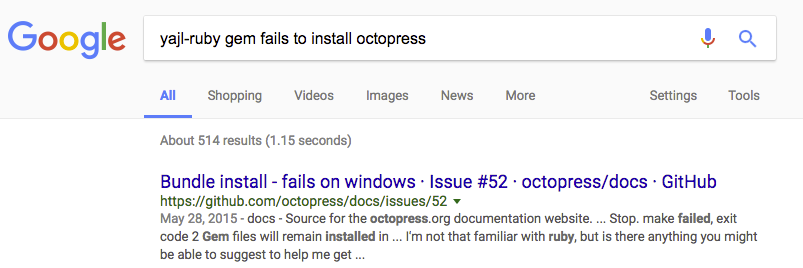 Google
yajl-ruby gem fails to install octopress
All Shopping Videos Images News More Settings Tools
About 514 results (1.15 seconds)
Bundle install - fails on windows · Issue #52 · octopress/docs · GitHub
https://github.com/octopress/docs/issues/52
May 28, 2015 - docs - Source for the octopress.org documentation website. ... Stop. make failed, exit
code 2 Gem files will remain installed in ... I'm not that familiar with ruby, but is there anything you might
be able to suggest to help me get ...